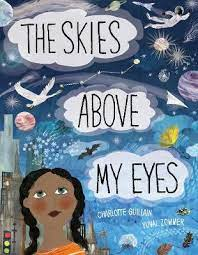 THE SKIES
ABOVE
MY EYES
CHARLOTTE GUILLAIN
YUVAL ZOMMER